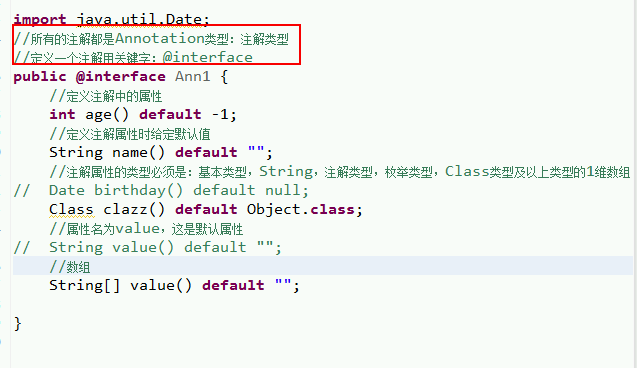 import java.util.Date;
//所有的注解都是Annotation类型：注解类型
//定义一个注解用关键字：@interface
public @interface Ann1 {
//定义注解中的属性
int age() default -1;
//定义注解属性时给定默认值
String name() default "";
//注解属性的类型必须是：基本类型，String，注解类型，枚举类型，Class类型及以上类型的1维数组
// Date birthday() default null;
Class clazz() default Object.class;
//属性名为value，这是默认属性
// String value() default "";
//数组
String[] value() default "";
}